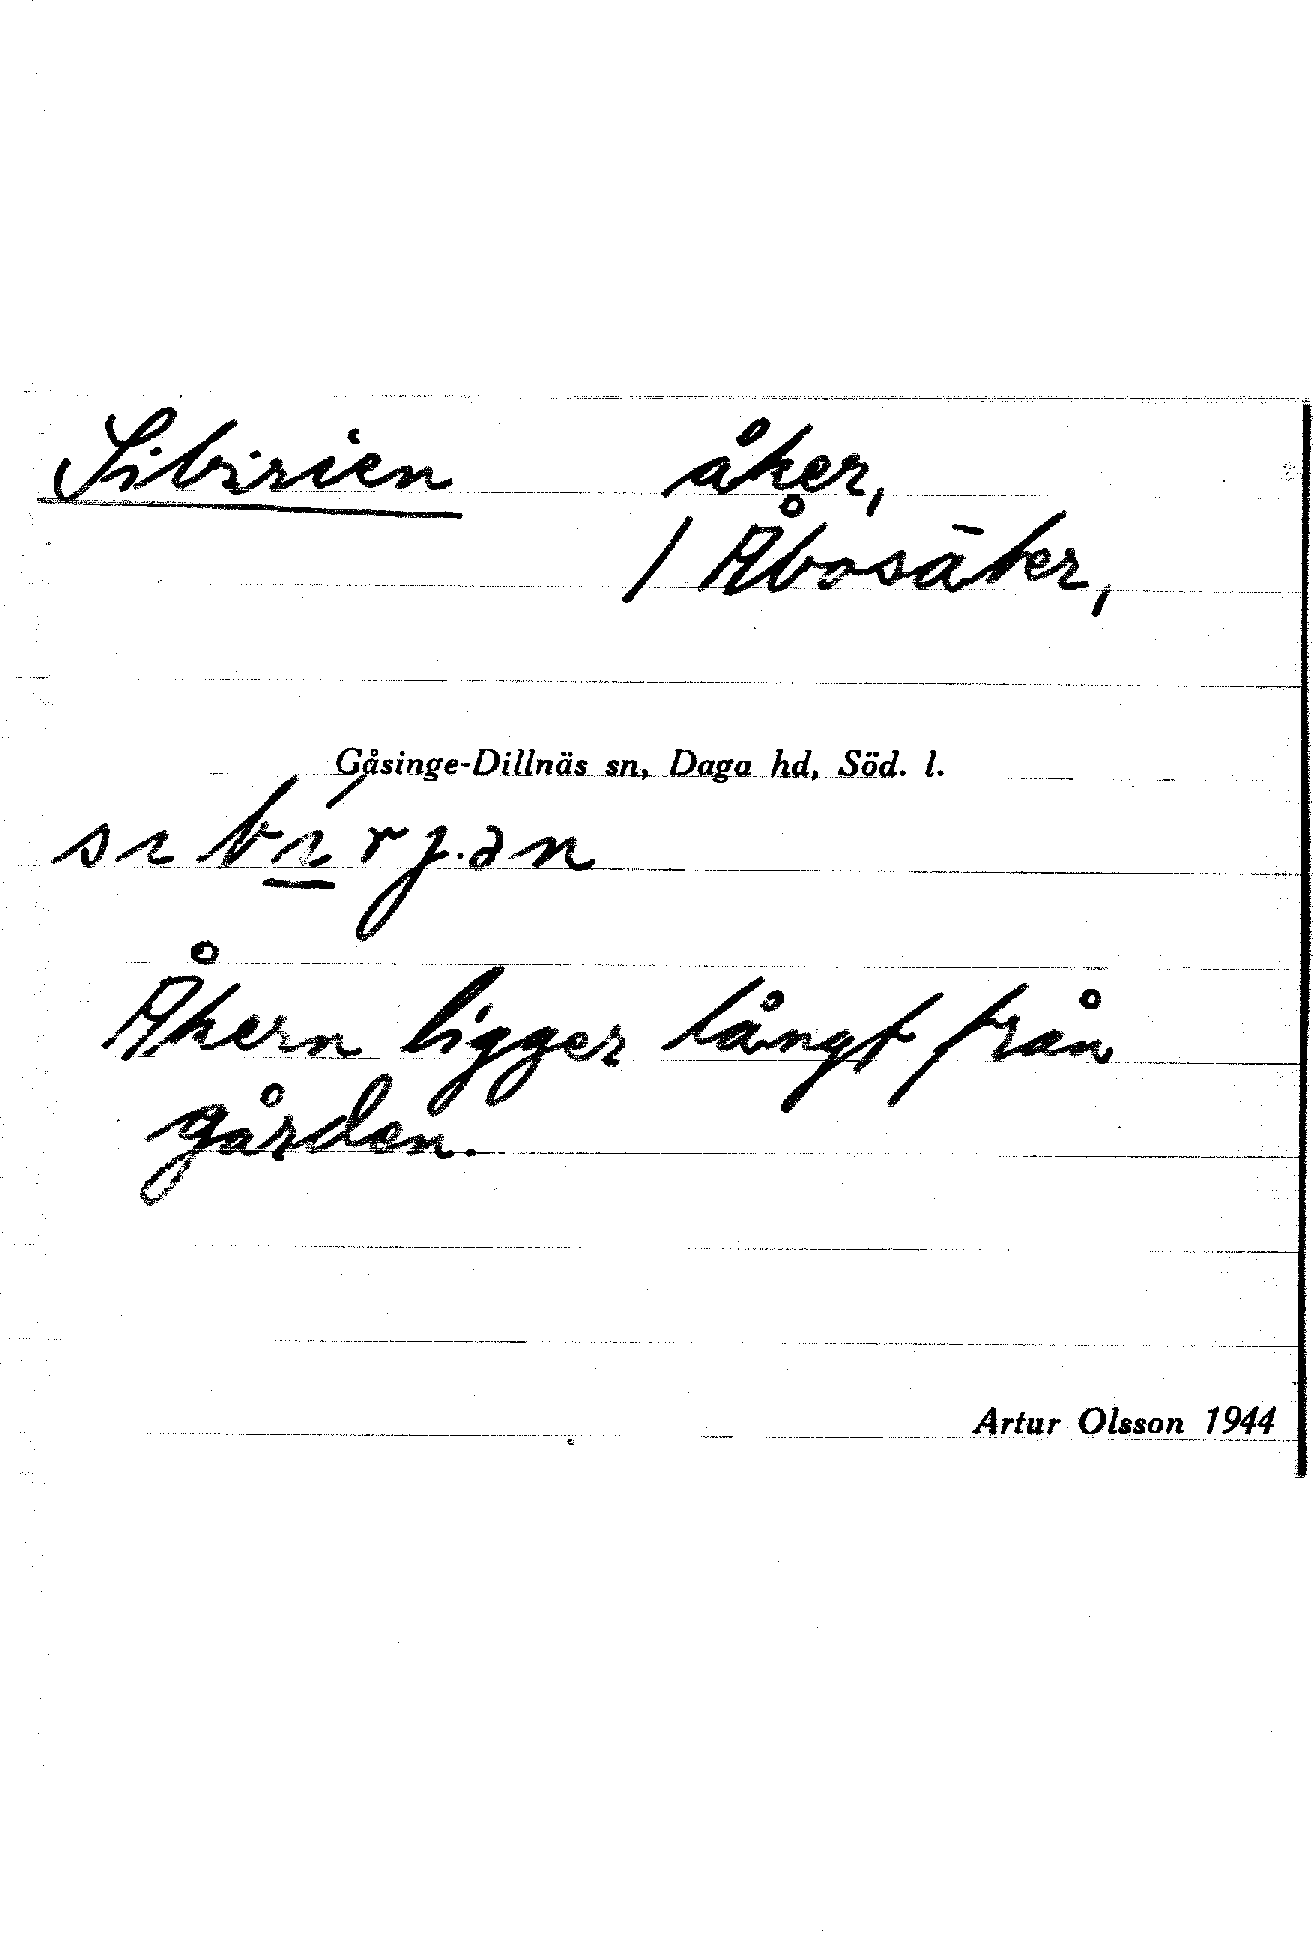 Sibirien åker,
/ Åbosäter,
Gåsinge-Dillnäs sn, Daga hd, Söd. l.
Åkern ligger långt från
gården.
Artur Olsson 1944